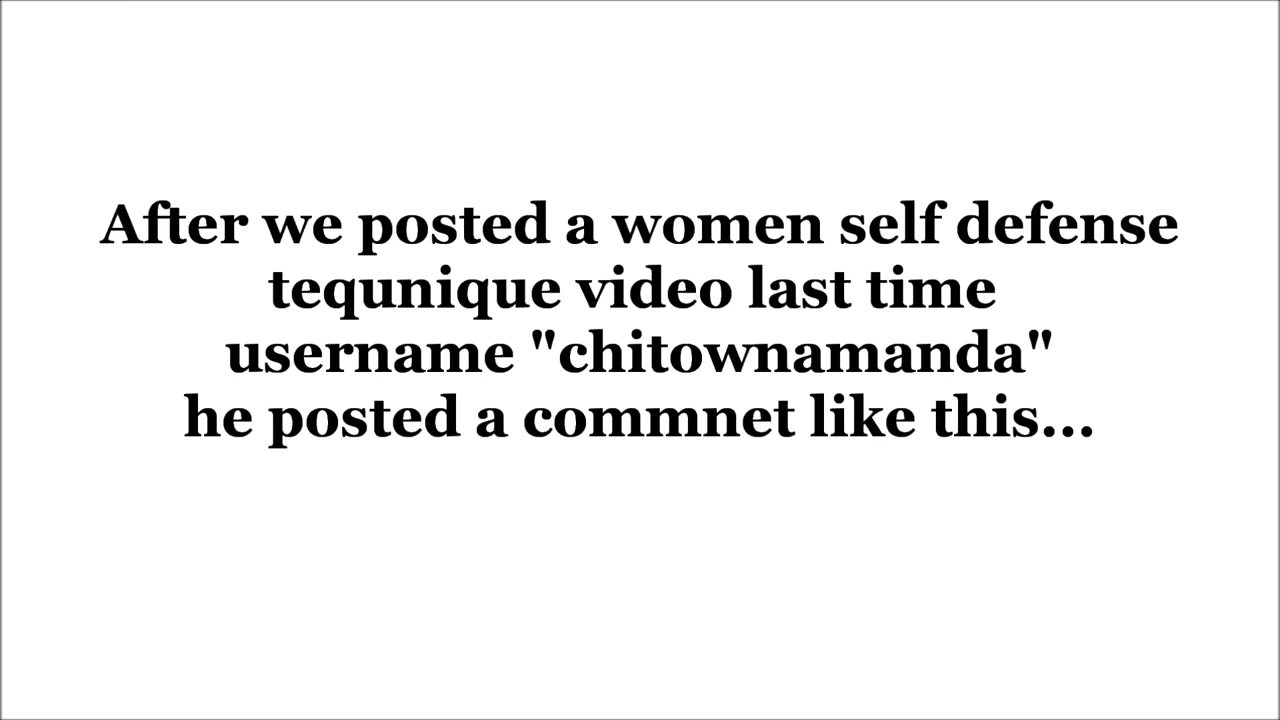 After we posted a women self defense
tequnique video last time
username "chitownamanda"
he posted a commnet like this...